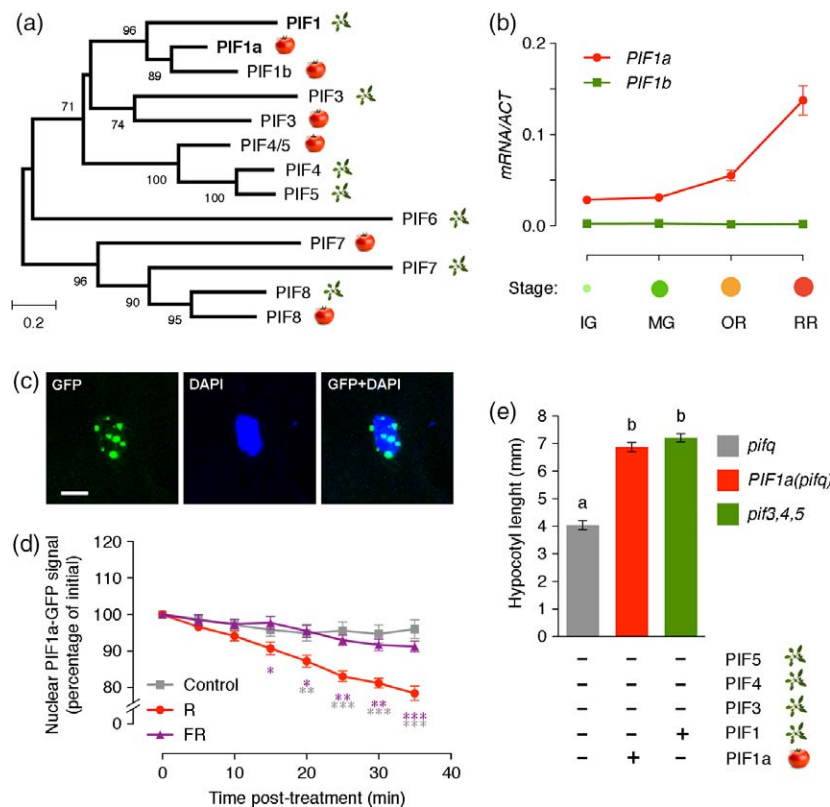 (a)
96
PIF1
PIF1a
89
PIF1b
71
PIF3
74
PIF3
PIF4/5
100
PIF4
100
PIF5
PIF6
PIF7
96
PIF7
90
PIF8
95
PIF8
0.2
(b)
0.2
PIF1a
PIF1b
0.1
0.0
mRNA/ACT
Stage:
IG MG OR RR
(c)
GFP DAPI GFP+DAPI
(d)
Nuclear PIF1a-GFP signal
(percentage of initial)
120
110
100
90
80
0
Control
R
FR
* * ** ** ***
** *** *** ***
0 10 20 30 40
Time post-treatment (min)
(e)
Hypocotyl lenght (mm)
8
7
6
5
4
3
2
1
0
a b b
pifq
PIF1a(pifq)
pif3,4,5
– – – PIF5
– – – PIF4
– – – PIF3
– – + PIF1
– + – PIF1a